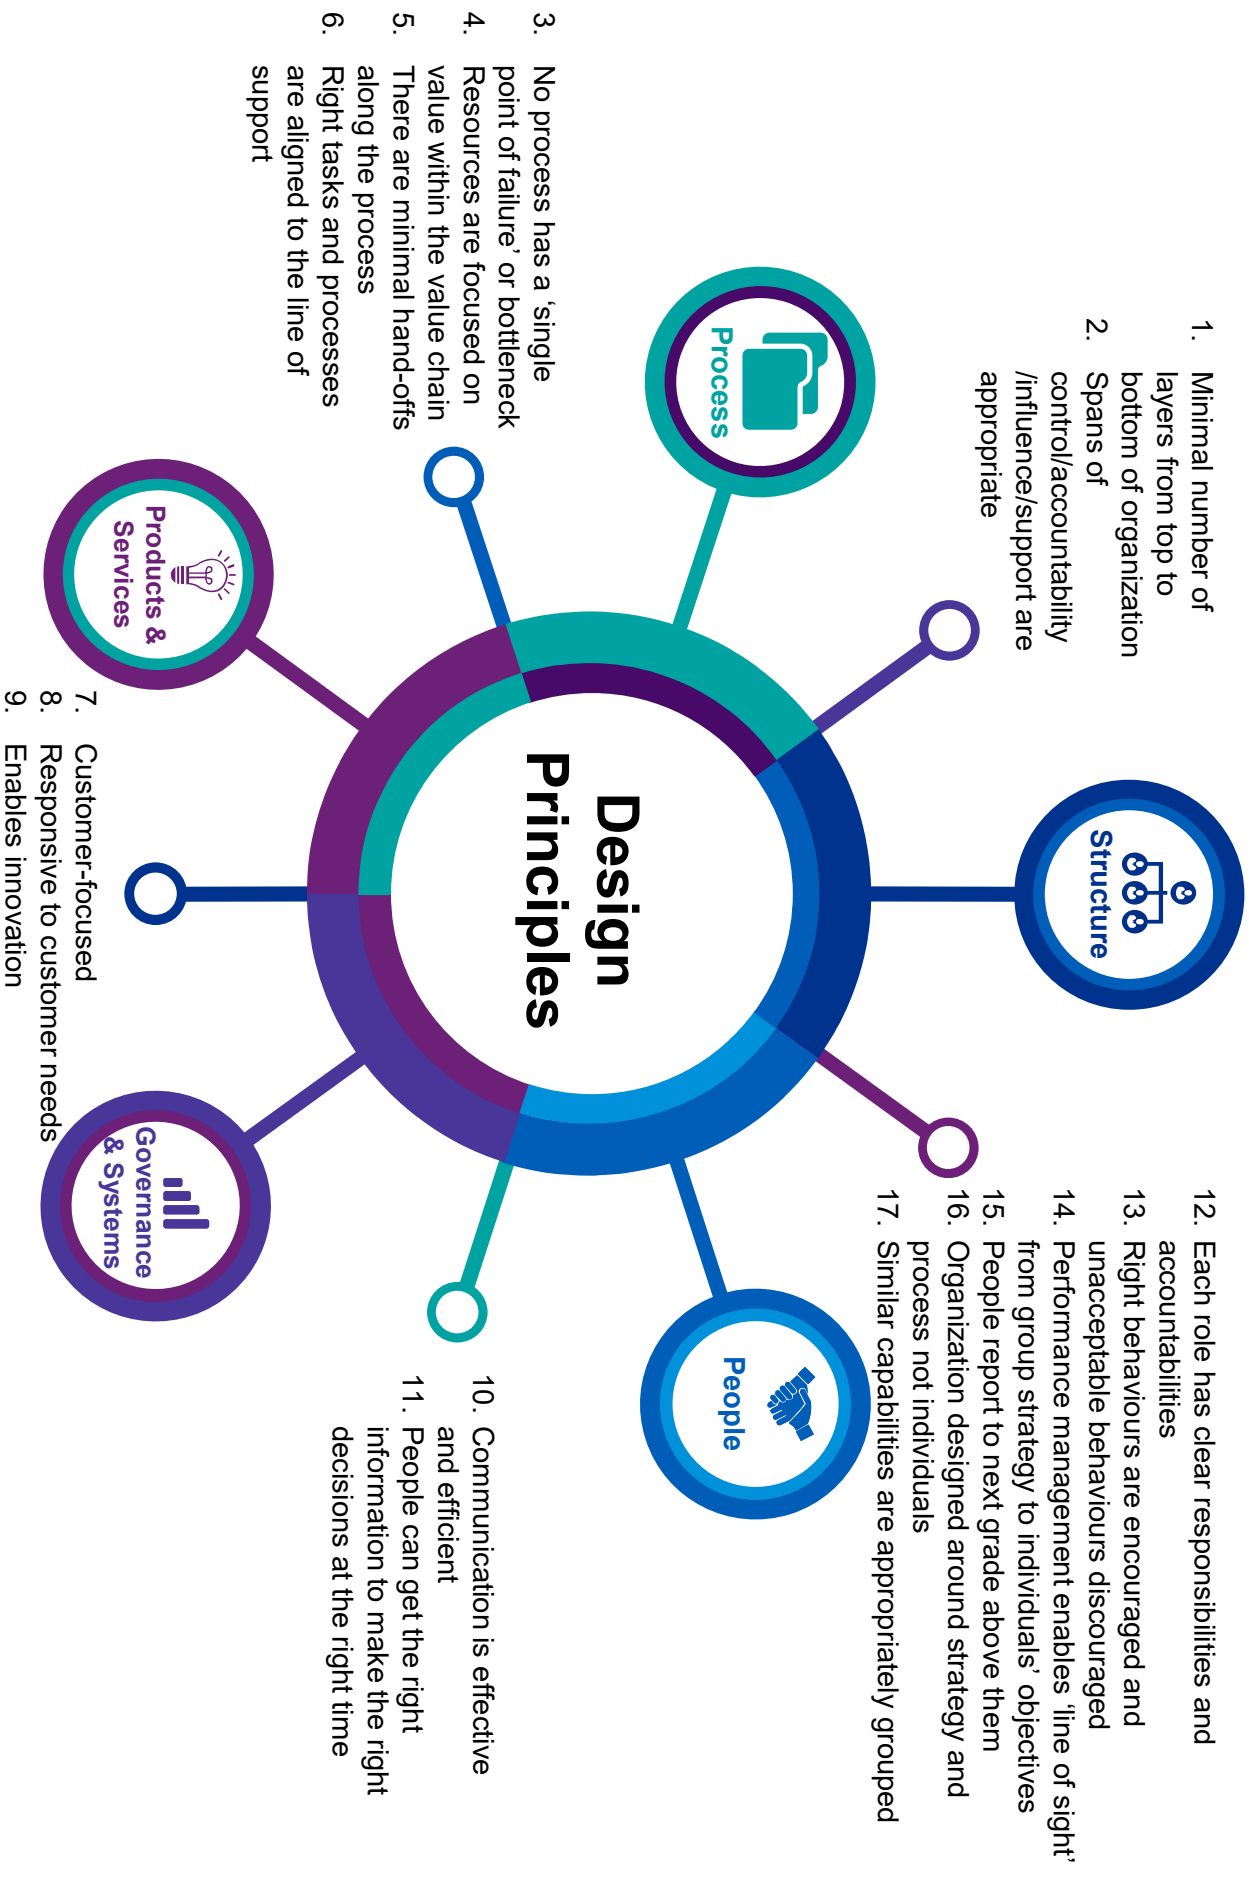 Structure
1. Minimal number of
layers from top to
bottom of organization
2. Spans of
control/accountability
/influence/support are
appropriate
Process
3. No process has a ‘single
point of failure’ or bottleneck
4. Resources are focused on
value within the value chain
5. There are minimal hand-offs
along the process
6. Right tasks and processes
are aligned to the line of
support
Products &
Services
7. Customer-focused
8. Responsive to customer needs
9. Enables innovation
Governance
& Systems
10. Communication is effective
and efficient
11. People can get the right
information to make the right
decisions at the right time
People
12. Each role has clear responsibilities and
accountabilities
13. Right behaviours are encouraged and
unacceptable behaviours discouraged
14. Performance management enables ‘line of sight’
from group strategy to individuals’ objectives
15. People report to next grade above them
16. Organization designed around strategy and
process not individuals
17. Similar capabilities are appropriately grouped
Design
Principles